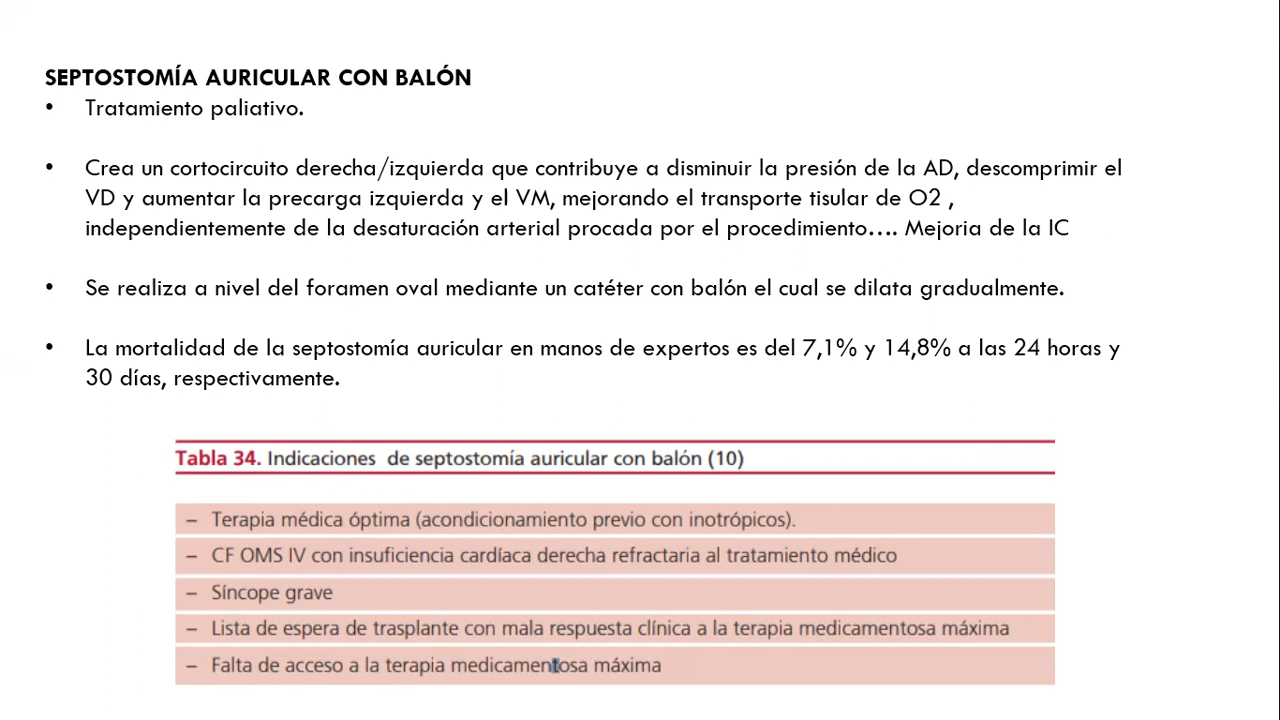 SEPTOSTOMÍA AURICULAR CON BALÓN
• Tratamiento paliativo.
• Crea un cortocircuito derecha/izquierda que contribuye a disminuir la presión de la AD, descomprimir el
VD y aumentar la precarga izquierda y el VM, mejorando el transporte tisular de O2 ,
independientemente de la desaturación arterial procada por el procedimiento…. Mejoria de la IC
• Se realiza a nivel del foramen oval mediante un catéter con balón el cual se dilata gradualmente.
• La mortalidad de la septostomía auricular en manos de expertos es del 7,1% y 14,8% a las 24 horas y
30 días, respectivamente.
Tabla 34. Indicaciones de septostomía auricular con balón (10)
– Terapia médica óptima (acondicionamiento previo con inotrópicos).
– CF OMS IV con insuficiencia cardíaca derecha refractaria al tratamiento médico
– Síncope grave
– Lista de espera de trasplante con mala respuesta clínica a la terapia medicamentosa máxima
– Falta de acceso a la terapia medicamentosa máxima